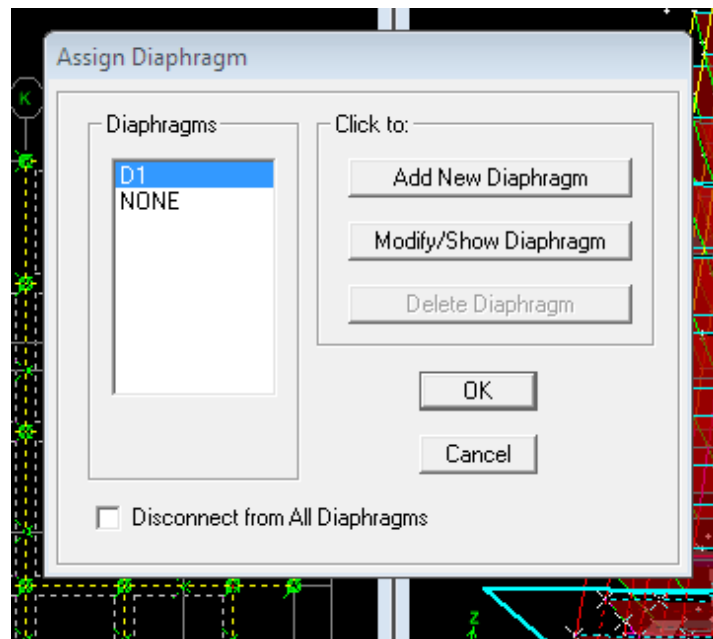 Assign Diaphragm
K
Diaphragms
D1
NONE
Click to:
Add New Diaphragm
Modify/Show Diaphragm
Delete Diaphragm
OK
Cancel
Disconnect from All Diaphragms
z